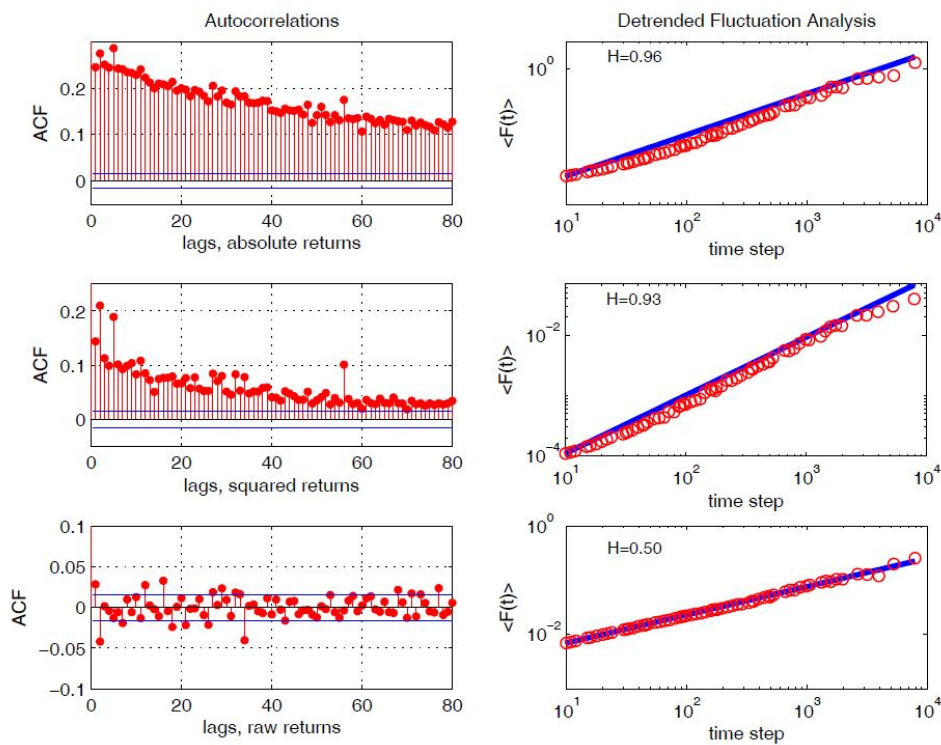 Autocorrelations
ACF
0.2
0.1
0
0 20 40 60 80
lags, absolute returns
Detrended Fluctuation Analysis
H=0.96
<F(t)>
10^0
10^1 10^2 10^3 10^4
time step
ACF
0.2
0.1
0
0 20 40 60 80
lags, squared returns
H=0.93
<F(t)>
10^-2
10^-4
10^1 10^2 10^3 10^4
time step
ACF
0.1
0.05
0
−0.05
−0.1
0 20 40 60 80
lags, raw returns
H=0.50
<F(t)>
10^0
10^-2
10^1 10^2 10^3 10^4
time step